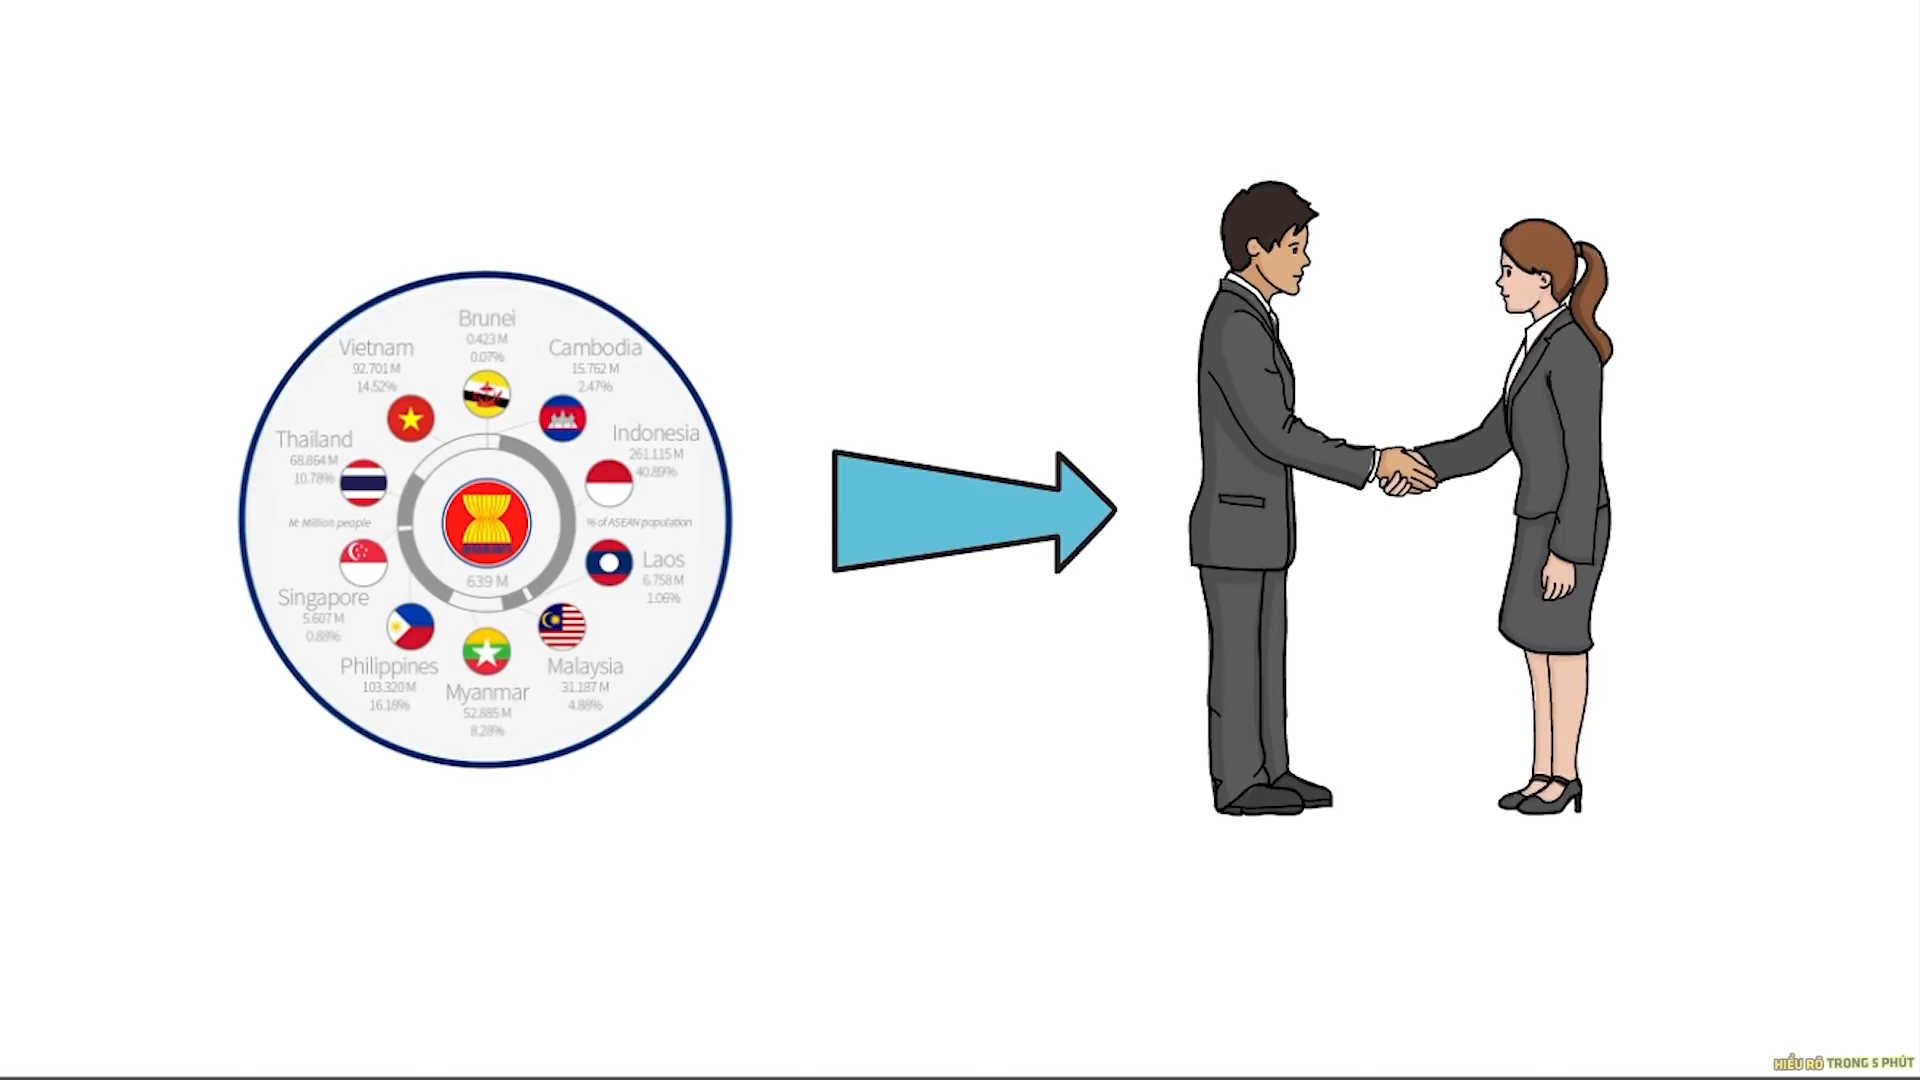 Brunei
0.423 M
0.07%
Vietnam
92.701 M
14.52%
Cambodia
15.762 M
2.47%
Thailand
68.864 M
10.78%
Indonesia
261.115 M
40.89%
M: Million people
% of ASEAN population
asean
639 M
Laos
6.758 M
1.06%
Singapore
5.607 M
0.88%
Philippines
103.320 M
16.18%
Myanmar
52.885 M
8.28%
Malaysia
31.187 M
4.88%
HIỂU RÕ TRONG 5 PHÚT